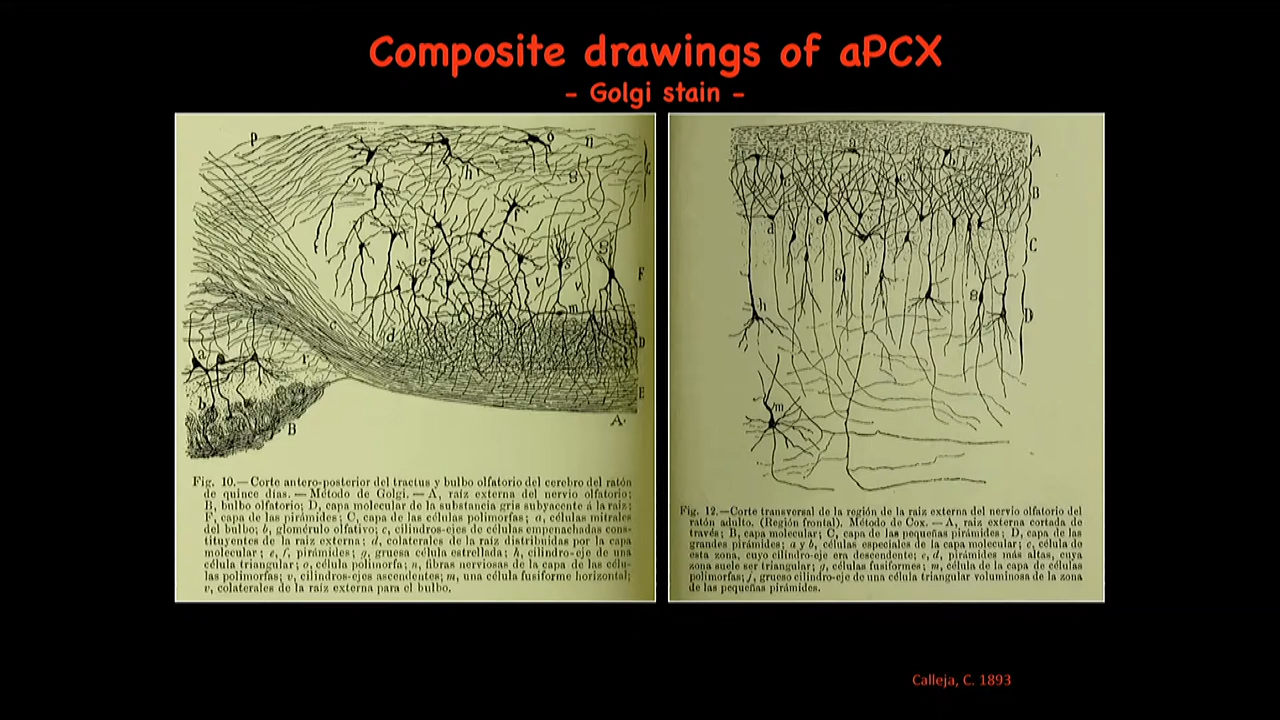 Composite drawings of aPCX
- Golgi stain -
p
o
n
h
g
f
e
s
v
v
m
F
c
d
D
a
r
E
b
B
A
Fig. 10.—Corte antero-posterior del tractus y bulbo olfatorio del cerebro del ratón
de quince días. — Método de Golgi. — A, raíz externa del nervio olfatorio;
B, bulbo olfatorio; D, capa molecular de la substancia gris subyacente á la raíz;
F, capa de las pirámides; C, capa de las células polimorfas; a, células mitrales
del bulbo; b, glomérulo olfativo; c, cilindros-ejes de células empenachadas cons-
tituyentes de la raíz externa; d, colaterales de la raíz distribuidas por la capa
molecular; e, f, pirámides; g, gruesa célula estrellada; h, cilindro-eje de una
célula triangular; o, célula polimorfa; n, fibras nerviosas de la capa de las célu-
las polimorfas; v, cilindros-ejes ascendentes; m, una célula fusiforme horizontal;
v, colaterales de la raíz externa para el bulbo.
A
B
d
e
f
C
j
g
g
h
D
m
Fig. 12.—Corte transversal de la región de la raíz externa del nervio olfatorio del
ratón adulto. (Región frontal). Método de Cox. — A, raíz externa cortada de
través; B, capa molecular; C, capa de las pequeñas pirámides; D, capa de las
grandes pirámides; a y b, células especiales de la capa molecular; c, célula de
esta zona, cuyo cilindro-eje era descendente; c, d, pirámides más altas, cuya
zona suele ser triangular; g, células fusiformes; m, célula de la capa de células
polimorfas; j, grueso cilindro-eje de una célula triangular voluminosa de la zona
de las pequeñas pirámides.
Calleja, C. 1893